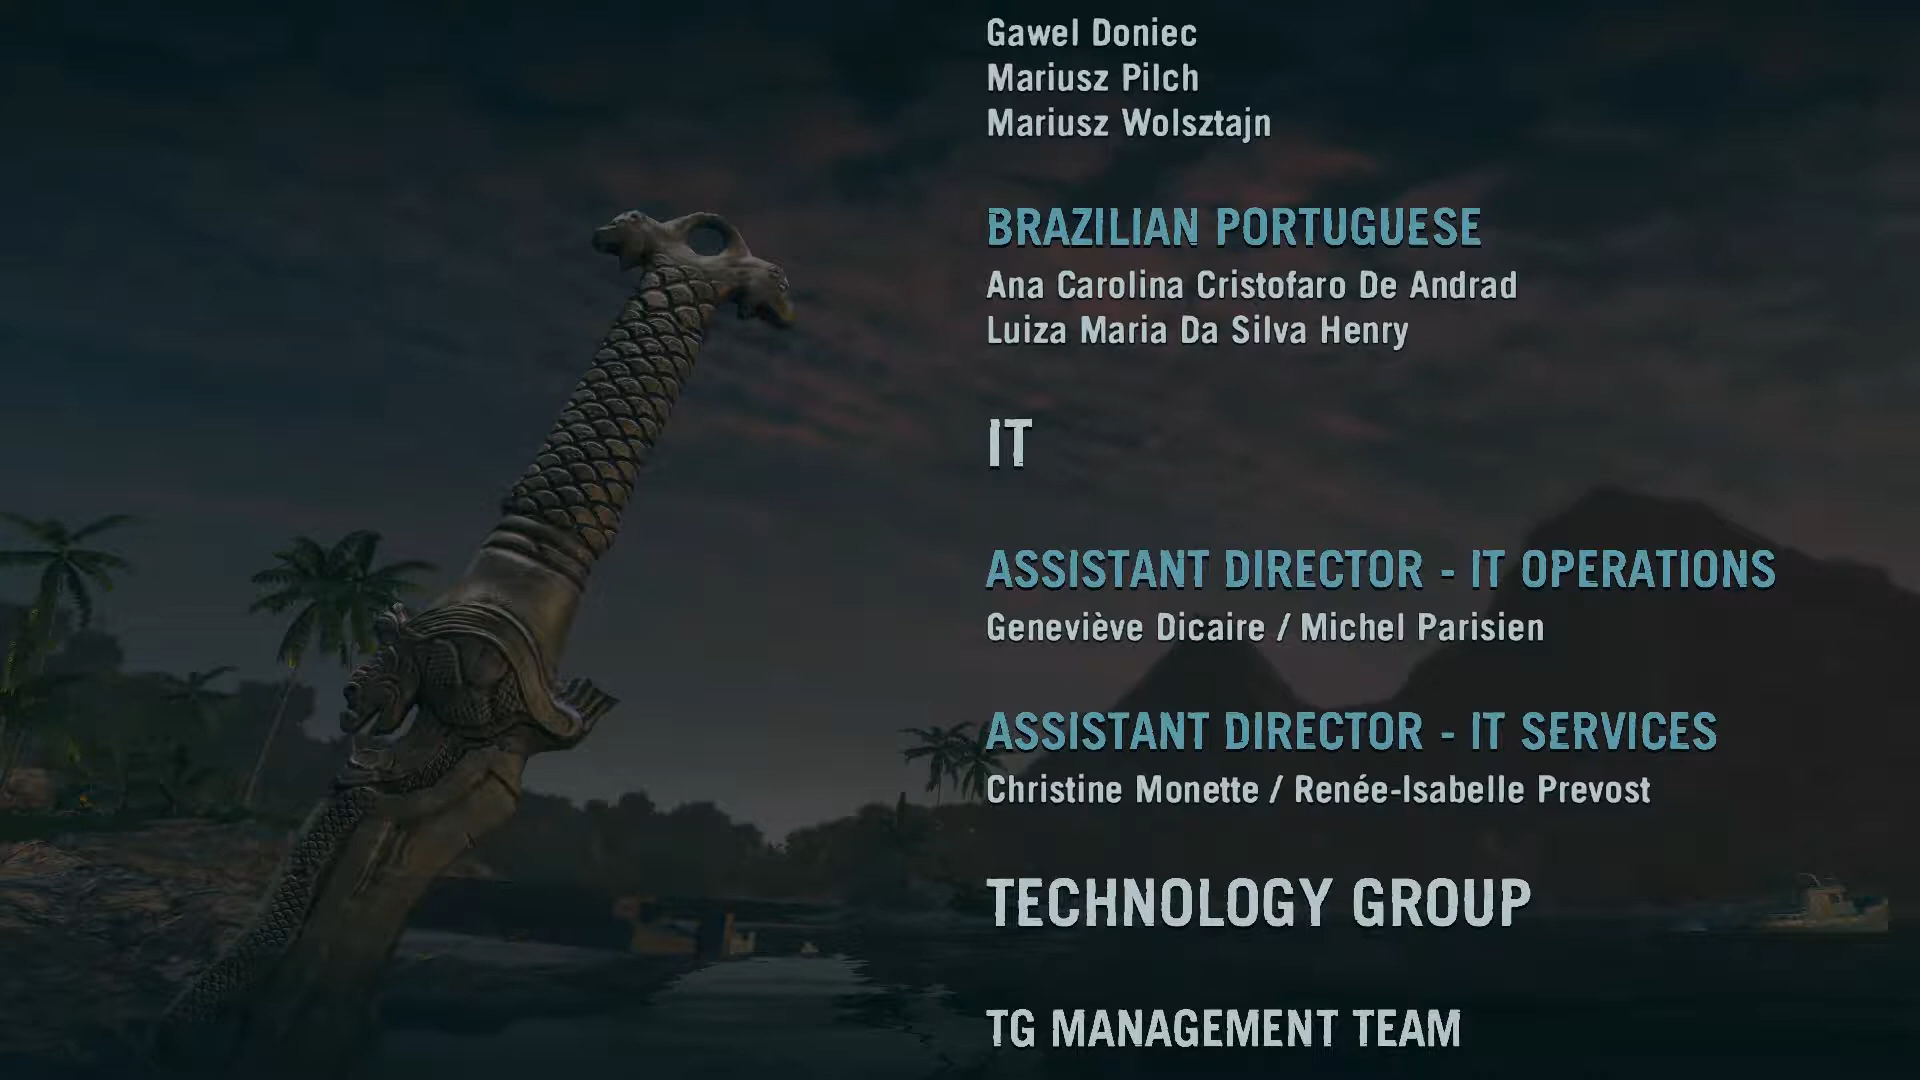 Gawel Doniec
Mariusz Pilch
Mariusz Wolsztajn
BRAZILIAN PORTUGUESE
Ana Carolina Cristofaro De Andrad
Luiza Maria Da Silva Henry
IT
ASSISTANT DIRECTOR - IT OPERATIONS
Geneviève Dicaire / Michel Parisien
ASSISTANT DIRECTOR - IT SERVICES
Christine Monette / Renée-Isabelle Prevost
TECHNOLOGY GROUP
TG MANAGEMENT TEAM